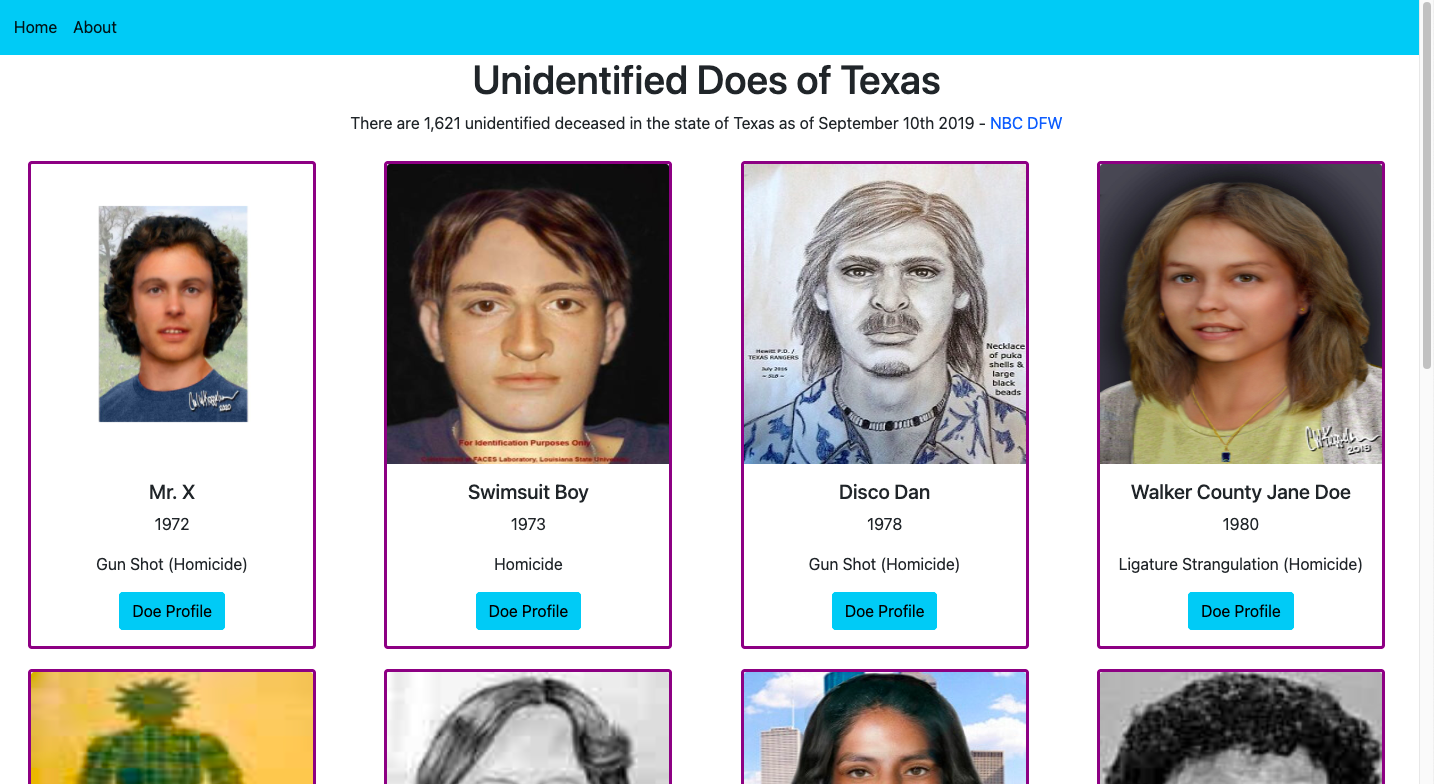 Home About
Unidentified Does of Texas
There are 1,621 unidentified deceased in the state of Texas as of September 10th 2019 - NBC DFW
For Identification Purposes Only
FACES Laboratory, Louisiana State
Hewitt P.D. /
TEXAS RANGERS
July 2016
~ SLB ~
Necklace
of puka
shells &
large
black
beads
2013
Mr. X
Swimsuit Boy
Disco Dan
Walker County Jane Doe
1972
1973
1978
1980
Gun Shot (Homicide)
Homicide
Gun Shot (Homicide)
Ligature Strangulation (Homicide)
Doe Profile
Doe Profile
Doe Profile
Doe Profile